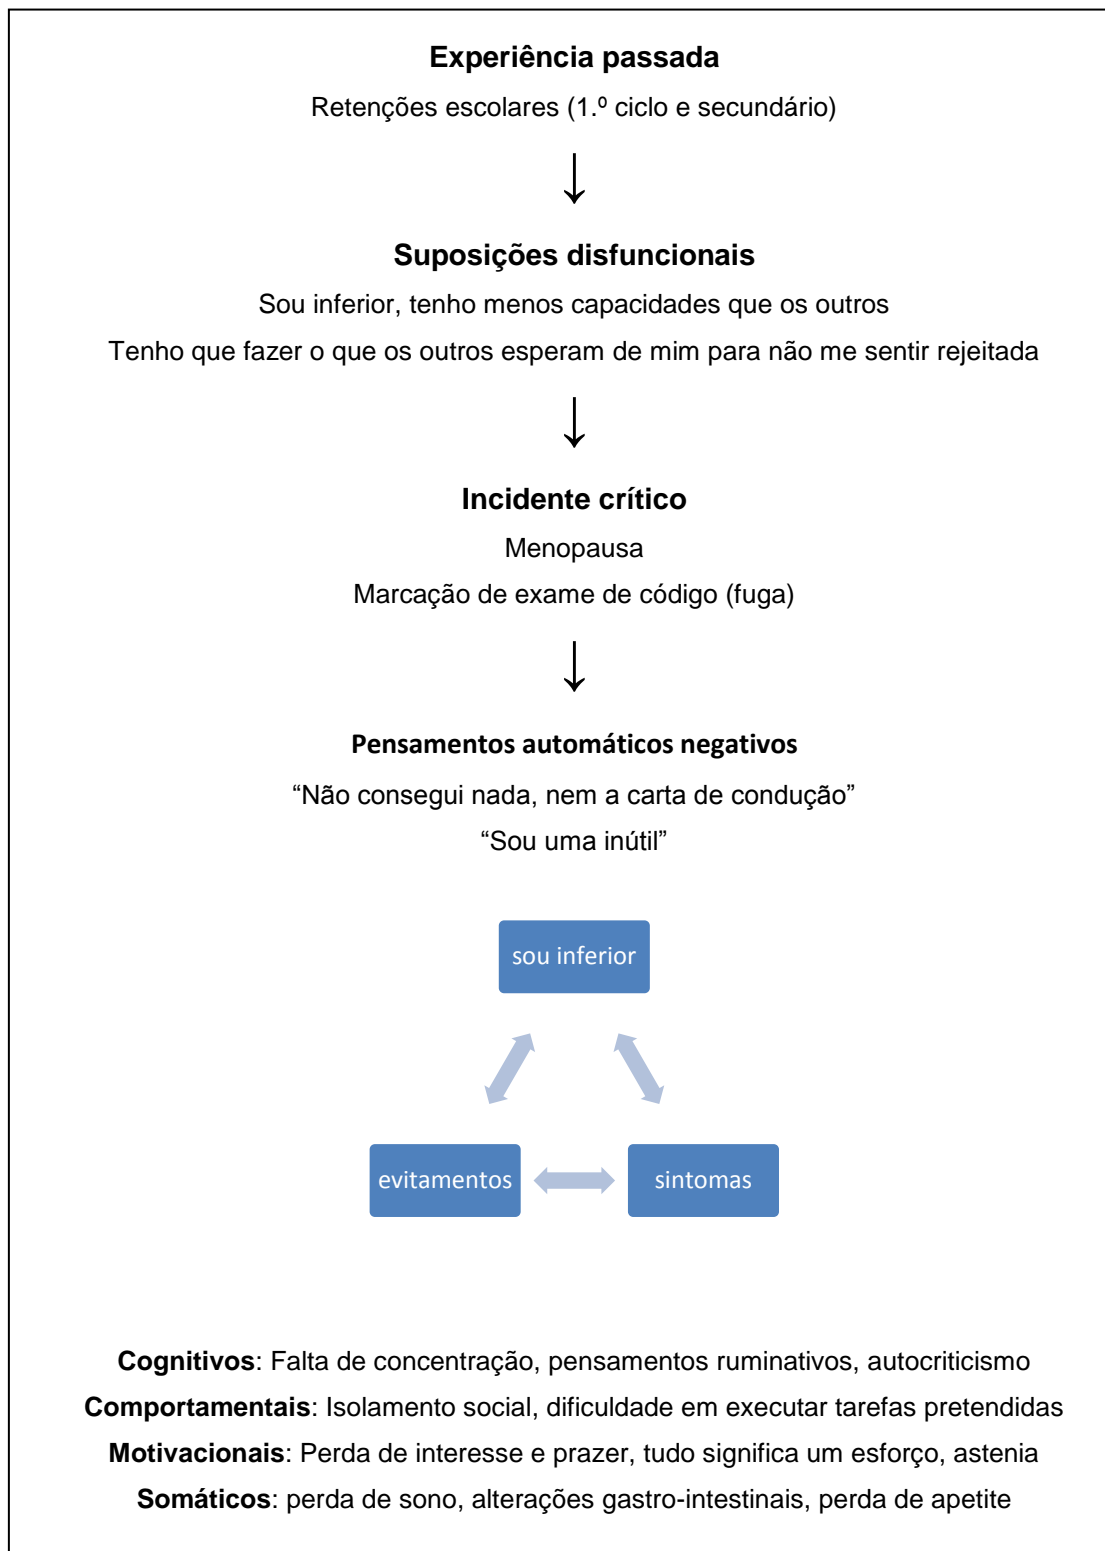 Experiência passada
Retenções escolares (1.º ciclo e secundário)
Suposições disfuncionais
Sou inferior, tenho menos capacidades que os outros
Tenho que fazer o que os outros esperam de mim para não me sentir rejeitada
Incidente crítico
Menopausa
Marcação de exame de código (fuga)
Pensamentos automáticos negativos
“Não consegui nada, nem a carta de condução”
“Sou uma inútil”
sou inferior
evitamentos
sintomas
Cognitivos: Falta de concentração, pensamentos ruminativos, autocriticismo
Comportamentais: Isolamento social, dificuldade em executar tarefas pretendidas
Motivacionais: Perda de interesse e prazer, tudo significa um esforço, astenia
Somáticos: perda de sono, alterações gastro-intestinais, perda de apetite